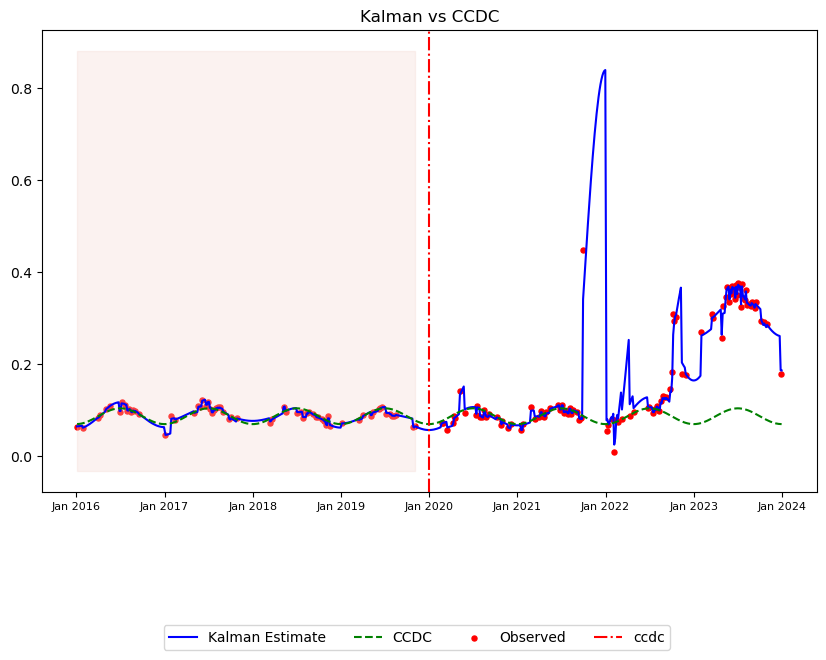 Kalman vs CCDC
0.8
0.6
0.4
0.2
0.0
Jan 2016 Jan 2017 Jan 2018 Jan 2019 Jan 2020 Jan 2021 Jan 2022 Jan 2023 Jan 2024
Kalman Estimate CCDC Observed ccdc